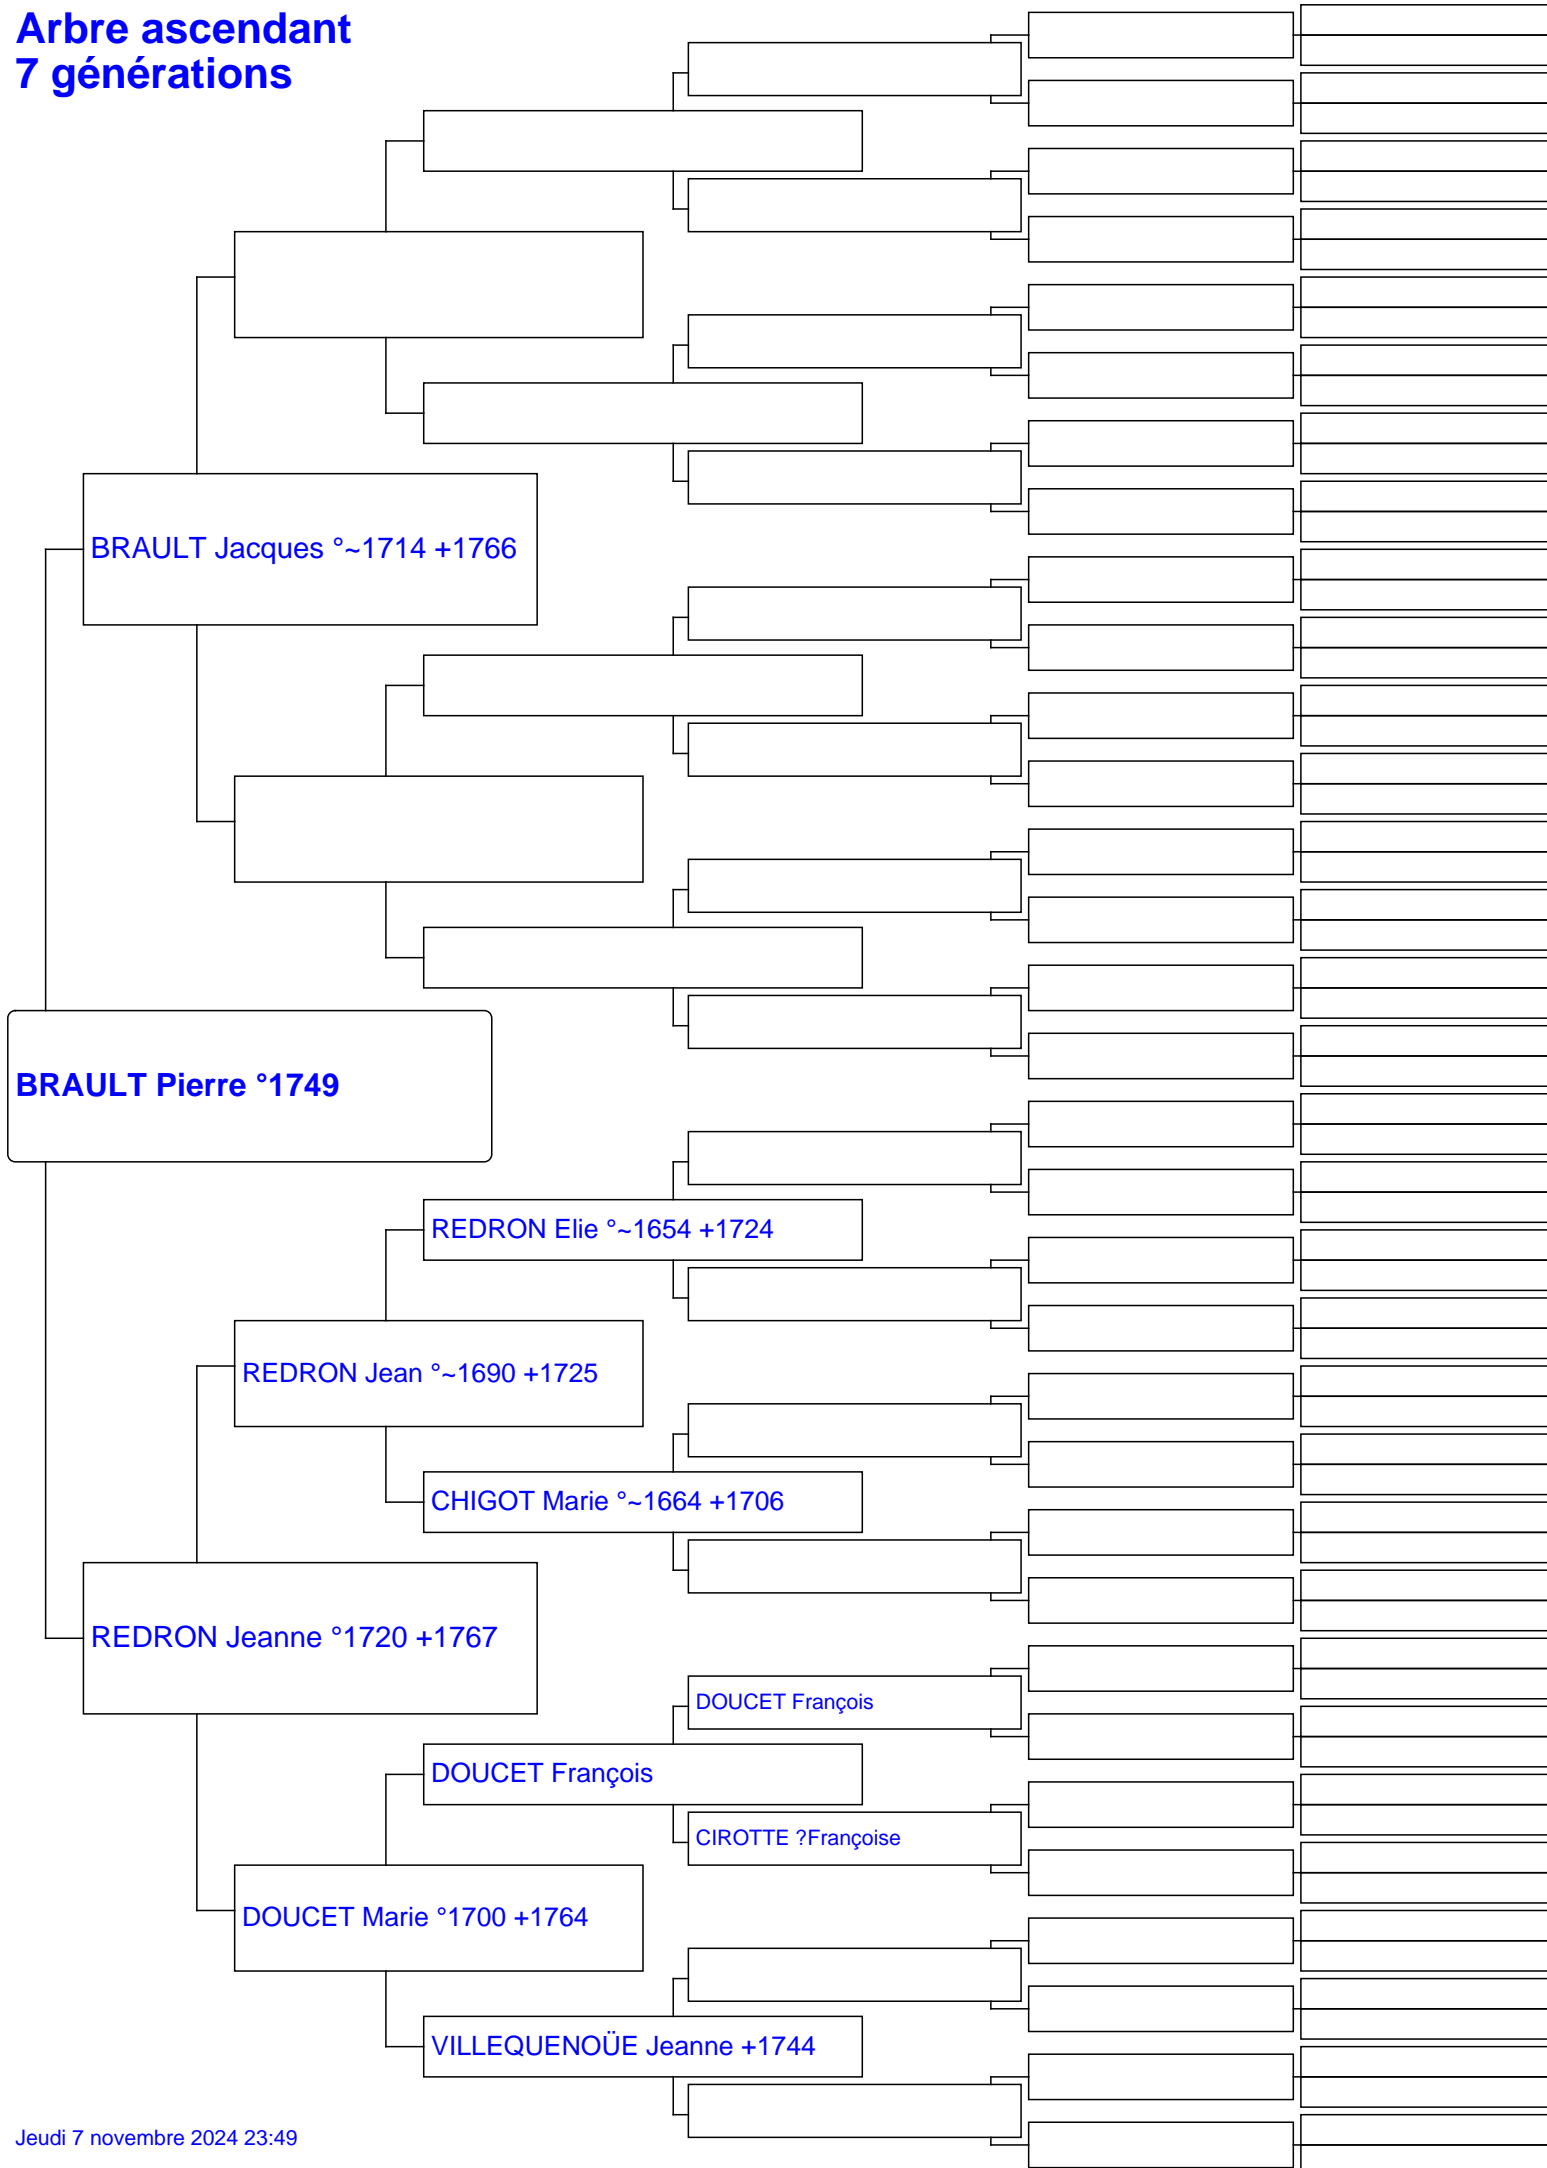 Arbre ascendant
7 générations
BRAULT Jacques °~1714 +1766
BRAULT Pierre °1749
REDRON Elie °~1654 +1724
REDRON Jean °~1690 +1725
CHIGOT Marie °~1664 +1706
REDRON Jeanne °1720 +1767
DOUCET François
DOUCET François
CIROTTE ?Françoise
DOUCET Marie °1700 +1764
VILLEQUENOÜE Jeanne +1744
Jeudi 7 novembre 2024 23:49